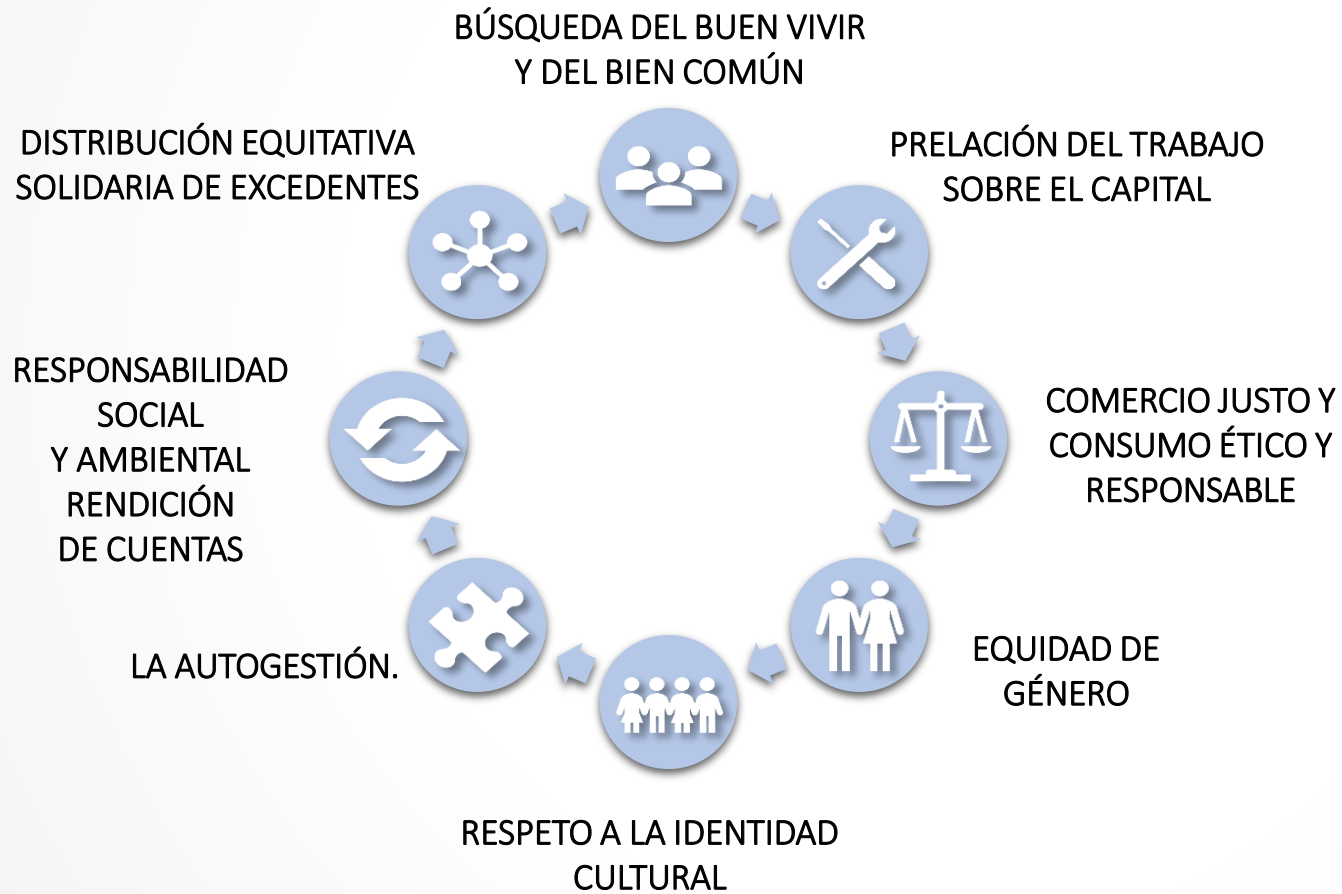 BÚSQUEDA DEL BUEN VIVIR
Y DEL BIEN COMÚN
PRELACIÓN DEL TRABAJO
SOBRE EL CAPITAL
COMERCIO JUSTO Y
CONSUMO ÉTICO Y
RESPONSABLE
EQUIDAD DE
GÉNERO
RESPETO A LA IDENTIDAD
CULTURAL
LA AUTOGESTIÓN.
RESPONSABILIDAD
SOCIAL
Y AMBIENTAL
RENDICIÓN
DE CUENTAS
DISTRIBUCIÓN EQUITATIVA
SOLIDARIA DE EXCEDENTES